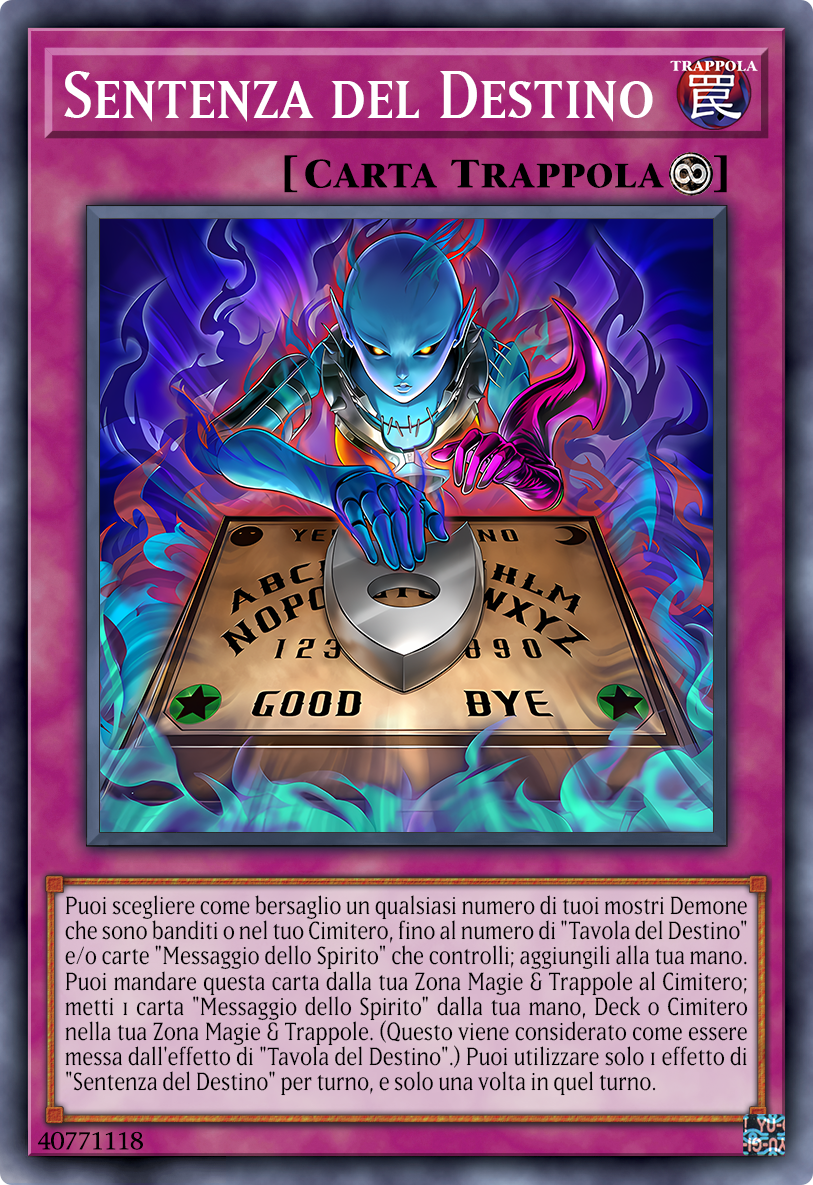 Sentenza del Destino
TRAPPOLA
罠
[Carta Trappola]
NO
NOPQ
WXYZ
123
890
GOOD BYE
Puoi scegliere come bersaglio un qualsiasi numero di tuoi mostri Demone
che sono banditi o nel tuo Cimitero, fino al numero di "Tavola del Destino"
e/o carte "Messaggio dello Spirito" che controlli; aggiungili alla tua mano.
Puoi mandare questa carta dalla tua Zona Magie & Trappole al Cimitero;
metti 1 carta "Messaggio dello Spirito" dalla tua mano, Deck o Cimitero
nella tua Zona Magie & Trappole. (Questo viene considerato come essere
messa dall'effetto di "Tavola del Destino".) Puoi utilizzare solo 1 effetto di
"Sentenza del Destino" per turno, e solo una volta in quel turno.
40771118